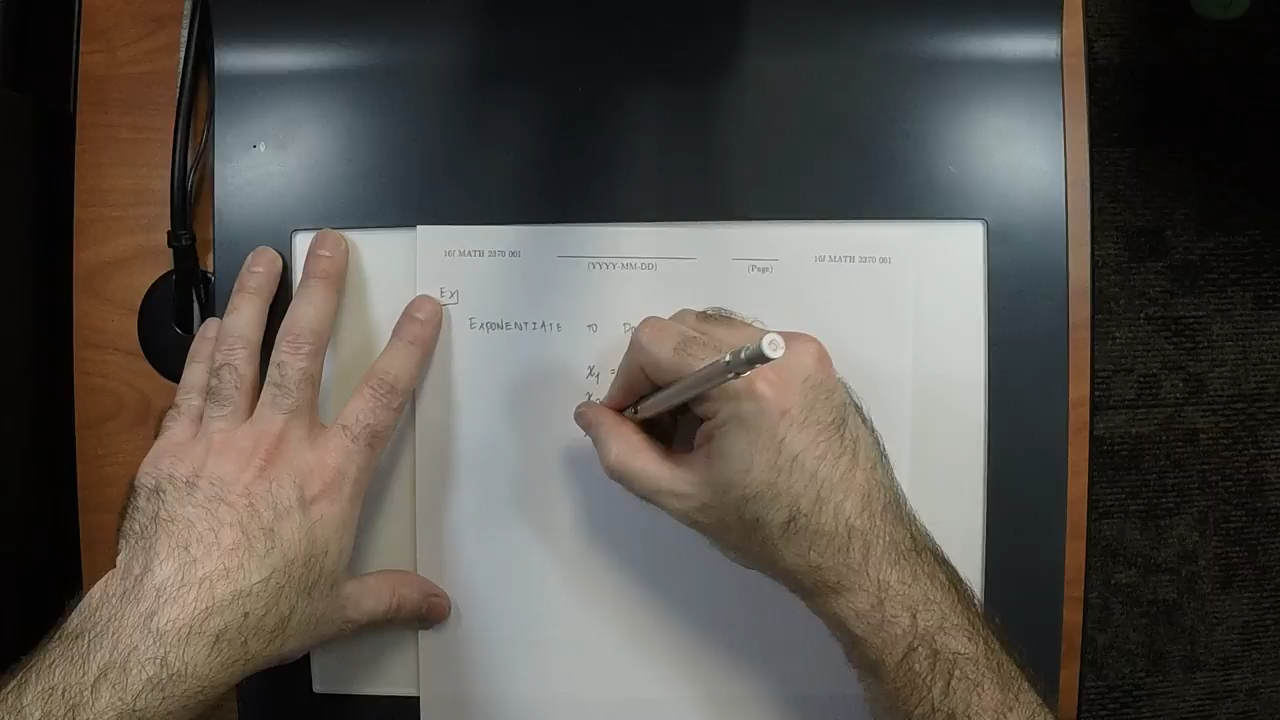 16f MATH 2370 001 (YYYY-MM-DD) (Page) 16f MATH 2370 001
Ex
EXPONENTIATE TO
x₁ =